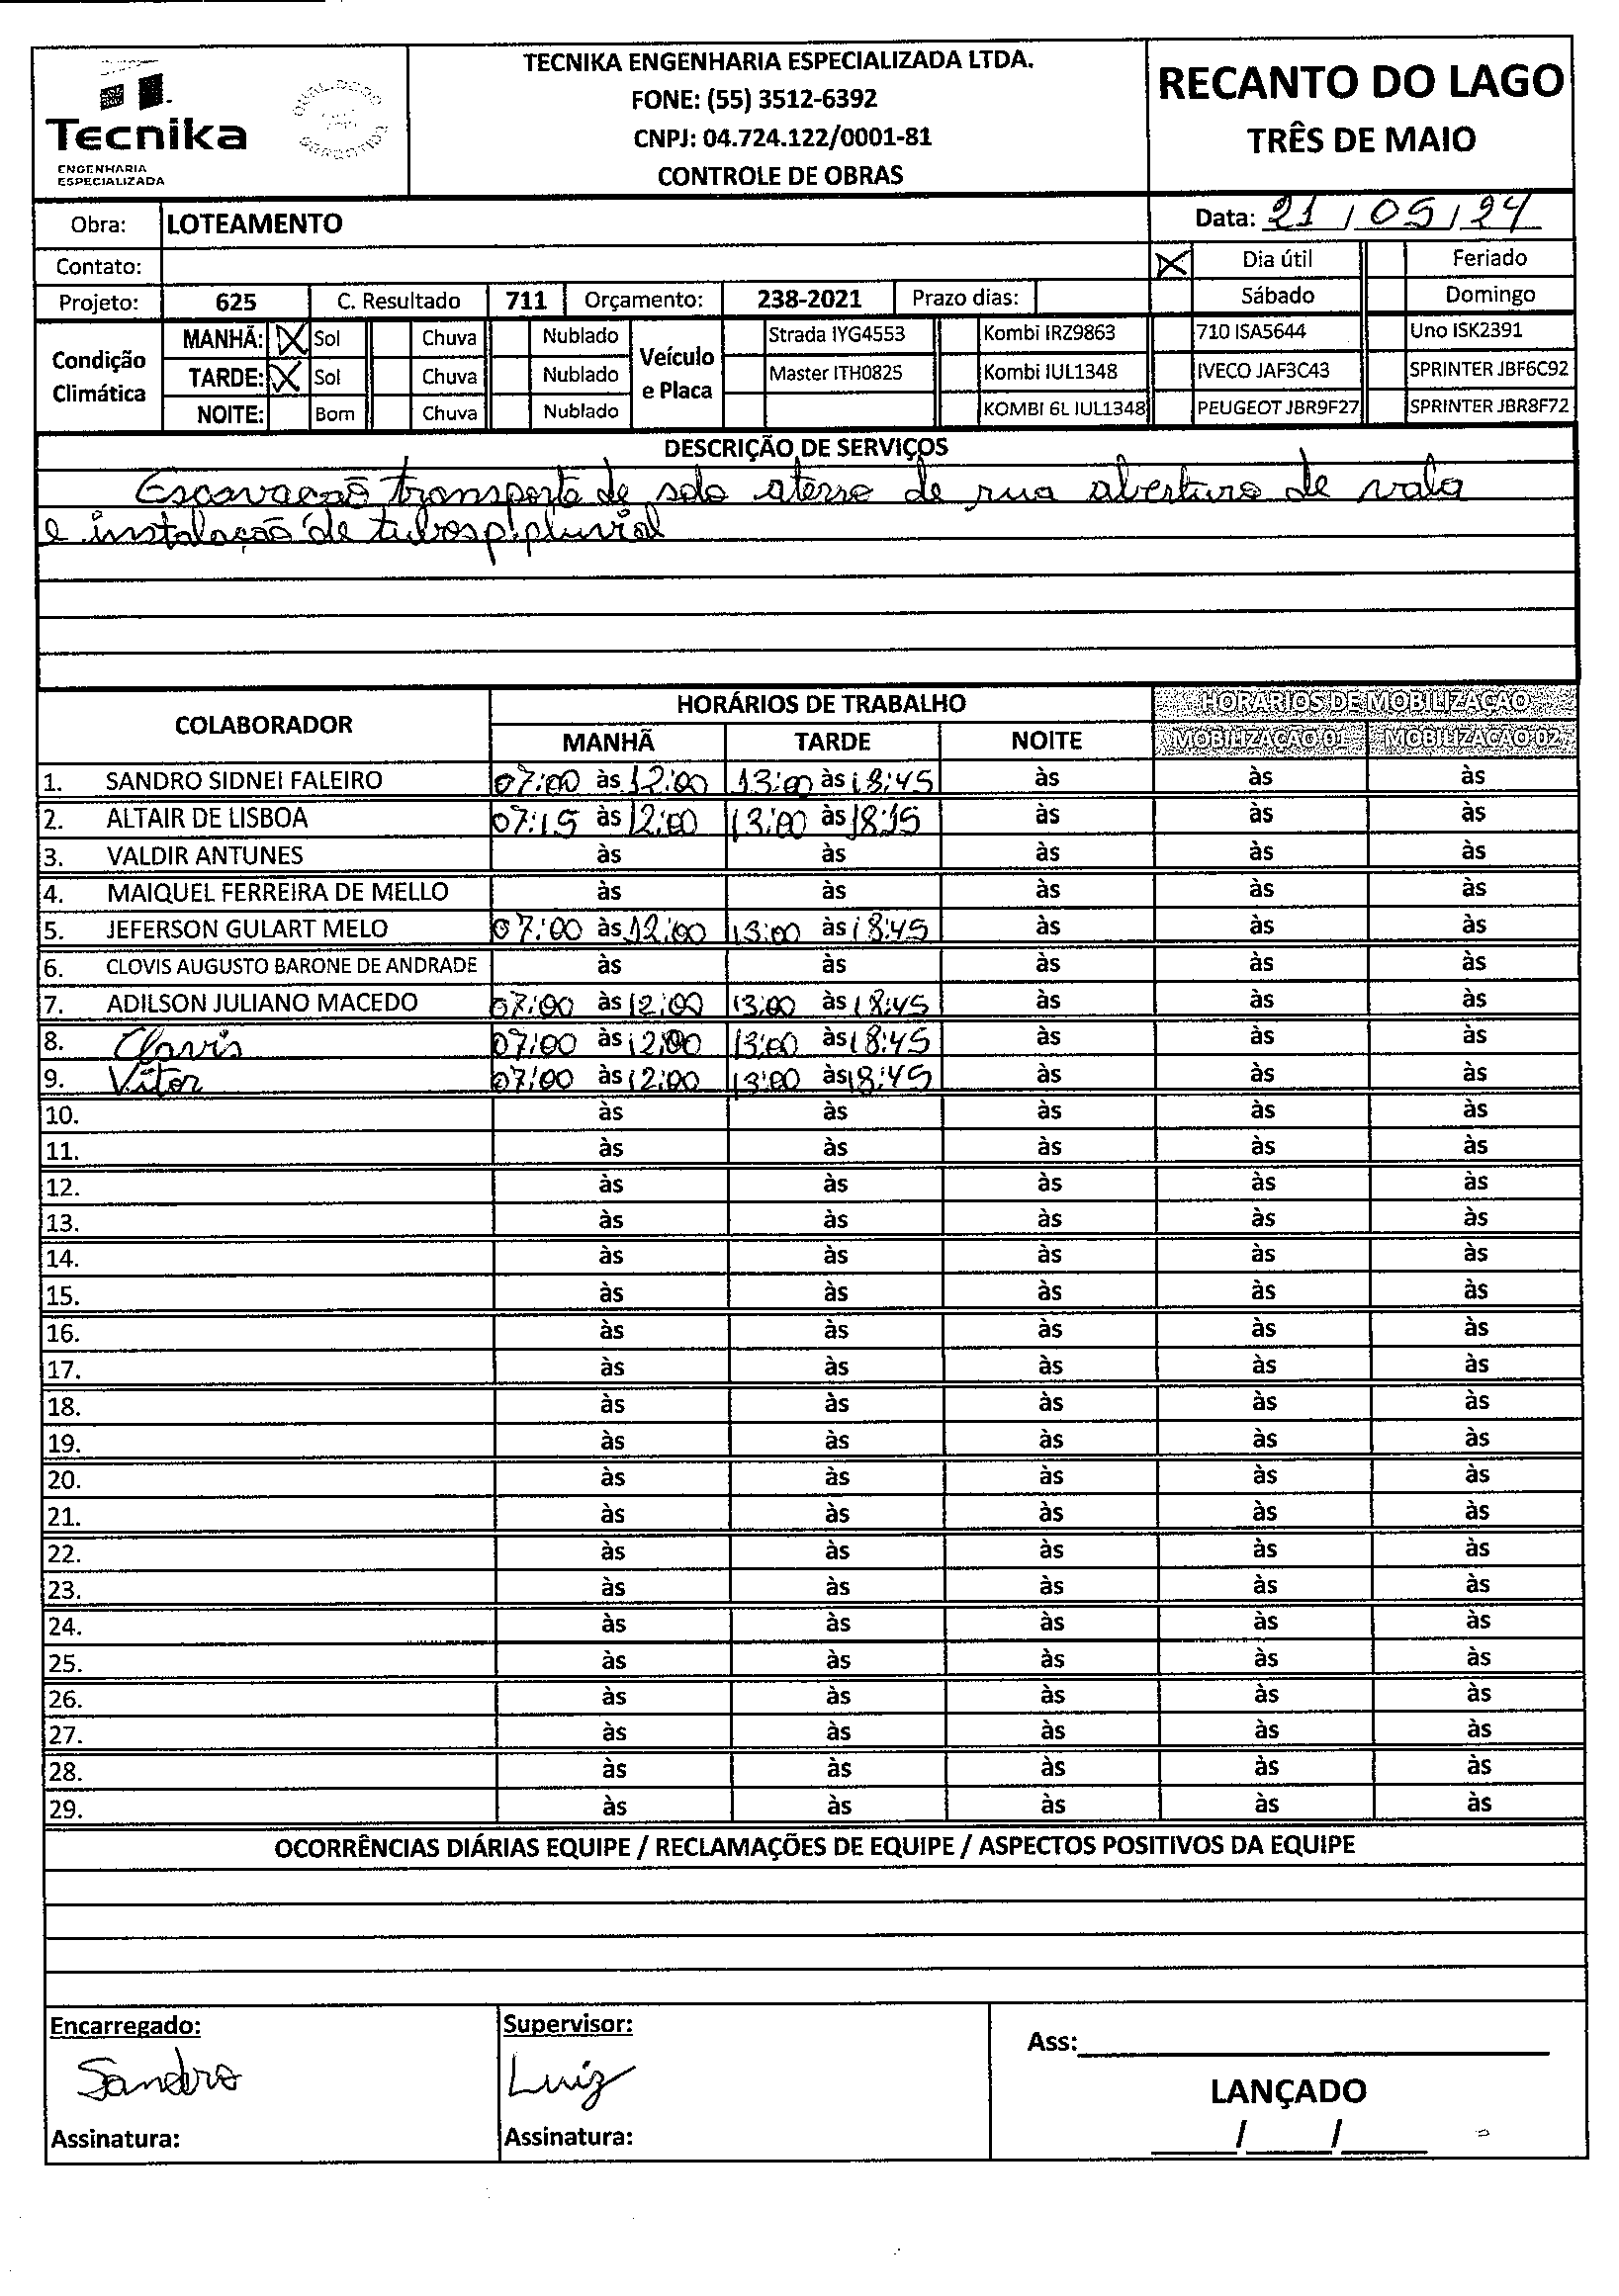 TECNIKA ENGENHARIA ESPECIALIZADA LTDA.
FONE: (55) 3512-6392
CNPJ: 04.724.122/0001-81
CONTROLE DE OBRAS
Tecnika
ENGENHARIA
ESPECIALIZADA
RECANTO DO LAGO
TRÊS DE MAIO
Obra: LOTEAMENTO
Data: 21 / 05 / 24
Contato:
X Dia útil Feriado
Projeto: 625 C. Resultado 711 Orçamento: 238-2021 Prazo dias:
Sábado Domingo
Condição Climática
MANHÃ: X Sol Chuva Nublado
TARDE: X Sol Chuva Nublado
NOITE: Bom Chuva Nublado
Veículo e Placa
Strada IYG4553 Kombi IRZ9863 710 ISA5644 Uno ISK2391
Master ITH0825 Kombi IUL1348 IVECO JAF3C43 SPRINTER JBF6C92
KOMBI 6L IUL1348 PEUGEOT JBR9F27 SPRINTER JBR8F72
DESCRIÇÃO DE SERVIÇOS
Escavação transporte de solo aterro de rua abertura de vala
e instalação de tubos p/ pluvial
COLABORADOR HORÁRIOS DE TRABALHO HORÁRIOS DE MOBILIZAÇÃO
MANHÃ TARDE NOITE MOBILIZAÇÃO 01 MOBILIZAÇÃO 02
1. SANDRO SIDNEI FALEIRO 07:00 às 12:00 13:00 às 18:45 às às às
2. ALTAIR DE LISBOA 07:15 às 12:00 13:00 às 18:15 às às às
3. VALDIR ANTUNES às às às às às
4. MAIQUEL FERREIRA DE MELLO às às às às às
5. JEFERSON GULART MELO 07:00 às 12:00 13:00 às 18:45 às às às
6. CLOVIS AUGUSTO BARONE DE ANDRADE às às às às às
7. ADILSON JULIANO MACEDO 07:00 às 12:00 13:00 às 18:45 às às às
8. Clovis 07:00 às 12:00 13:00 às 18:45 às às às
9. Vitor 07:00 às 12:00 13:00 às 18:45 às às às
10. às às às às às
11. às às às às às
12. às às às às às
13. às às às às às
14. às às às às às
15. às às às às às
16. às às às às às
17. às às às às às
18. às às às às às
19. às às às às às
20. às às às às às
21. às às às às às
22. às às às às às
23. às às às às às
24. às às às às às
25. às às às às às
26. às às às às às
27. às às às às às
28. às às às às às
29. às às às às às
OCORRÊNCIAS DIÁRIAS EQUIPE / RECLAMAÇÕES DE EQUIPE / ASPECTOS POSITIVOS DA EQUIPE
Encarregado:
Sandro
Assinatura:
Supervisor:
Luiz
Assinatura:
Ass:
LANÇADO
/ /